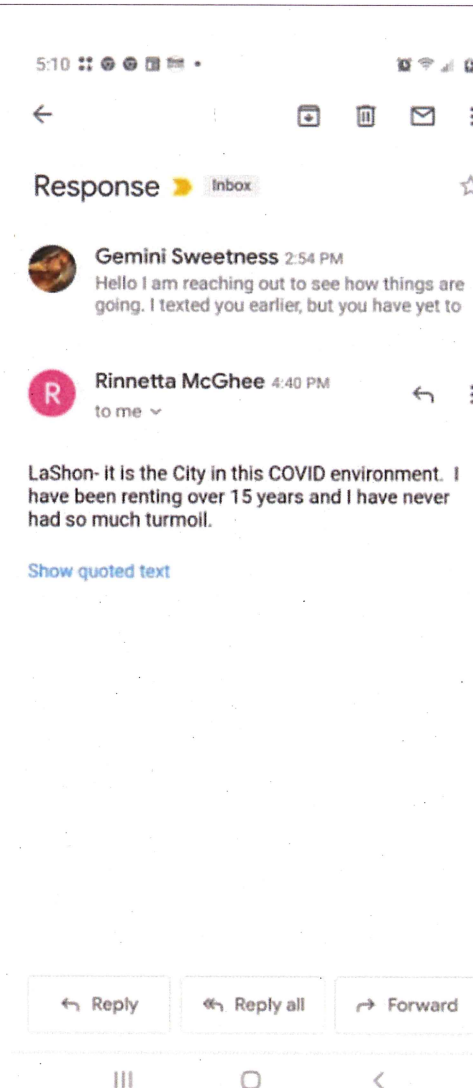 5:10
Response Inbox
Gemini Sweetness 2:54 PM
Hello I am reaching out to see how things are
going. I texted you earlier, but you have yet to
R
Rinnetta McGhee 4:40 PM
to me
LaShon- it is the City in this COVID environment. I
have been renting over 15 years and I have never
had so much turmoil.
Show quoted text
Reply Reply all Forward